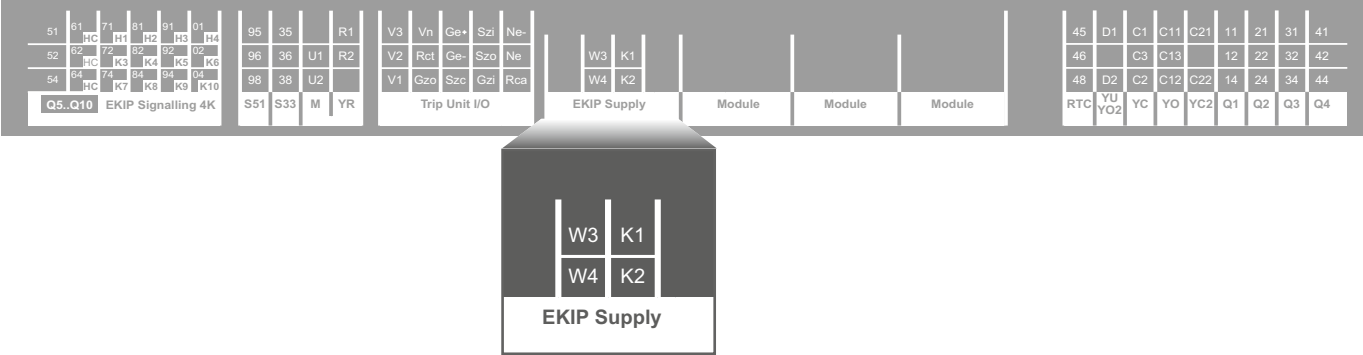 51 61 HC 71 H1 81 H2 91 H3 01 H4 95 35 R1 V3 Vn Ge+ Szi Ne- 45 D1 C1 C11 C21 11 21 31 41
52 62 HC 72 K3 82 K4 92 K5 02 K6 96 36 U1 R2 V2 Rct Ge- Szo Ne W3 K1 46 C3 C13 12 22 32 42
54 64 HC 74 K7 84 K8 94 K9 04 K10 98 38 U2 V1 Gzo Szc Gzi Rca W4 K2 48 D2 C2 C12 C22 14 24 34 44
Q5..Q10 EKIP Signalling 4K S51 S33 M YR Trip Unit I/O EKIP Supply Module Module Module RTC YU YO2 YC YO YC2 Q1 Q2 Q3 Q4
W3 K1
W4 K2
EKIP Supply